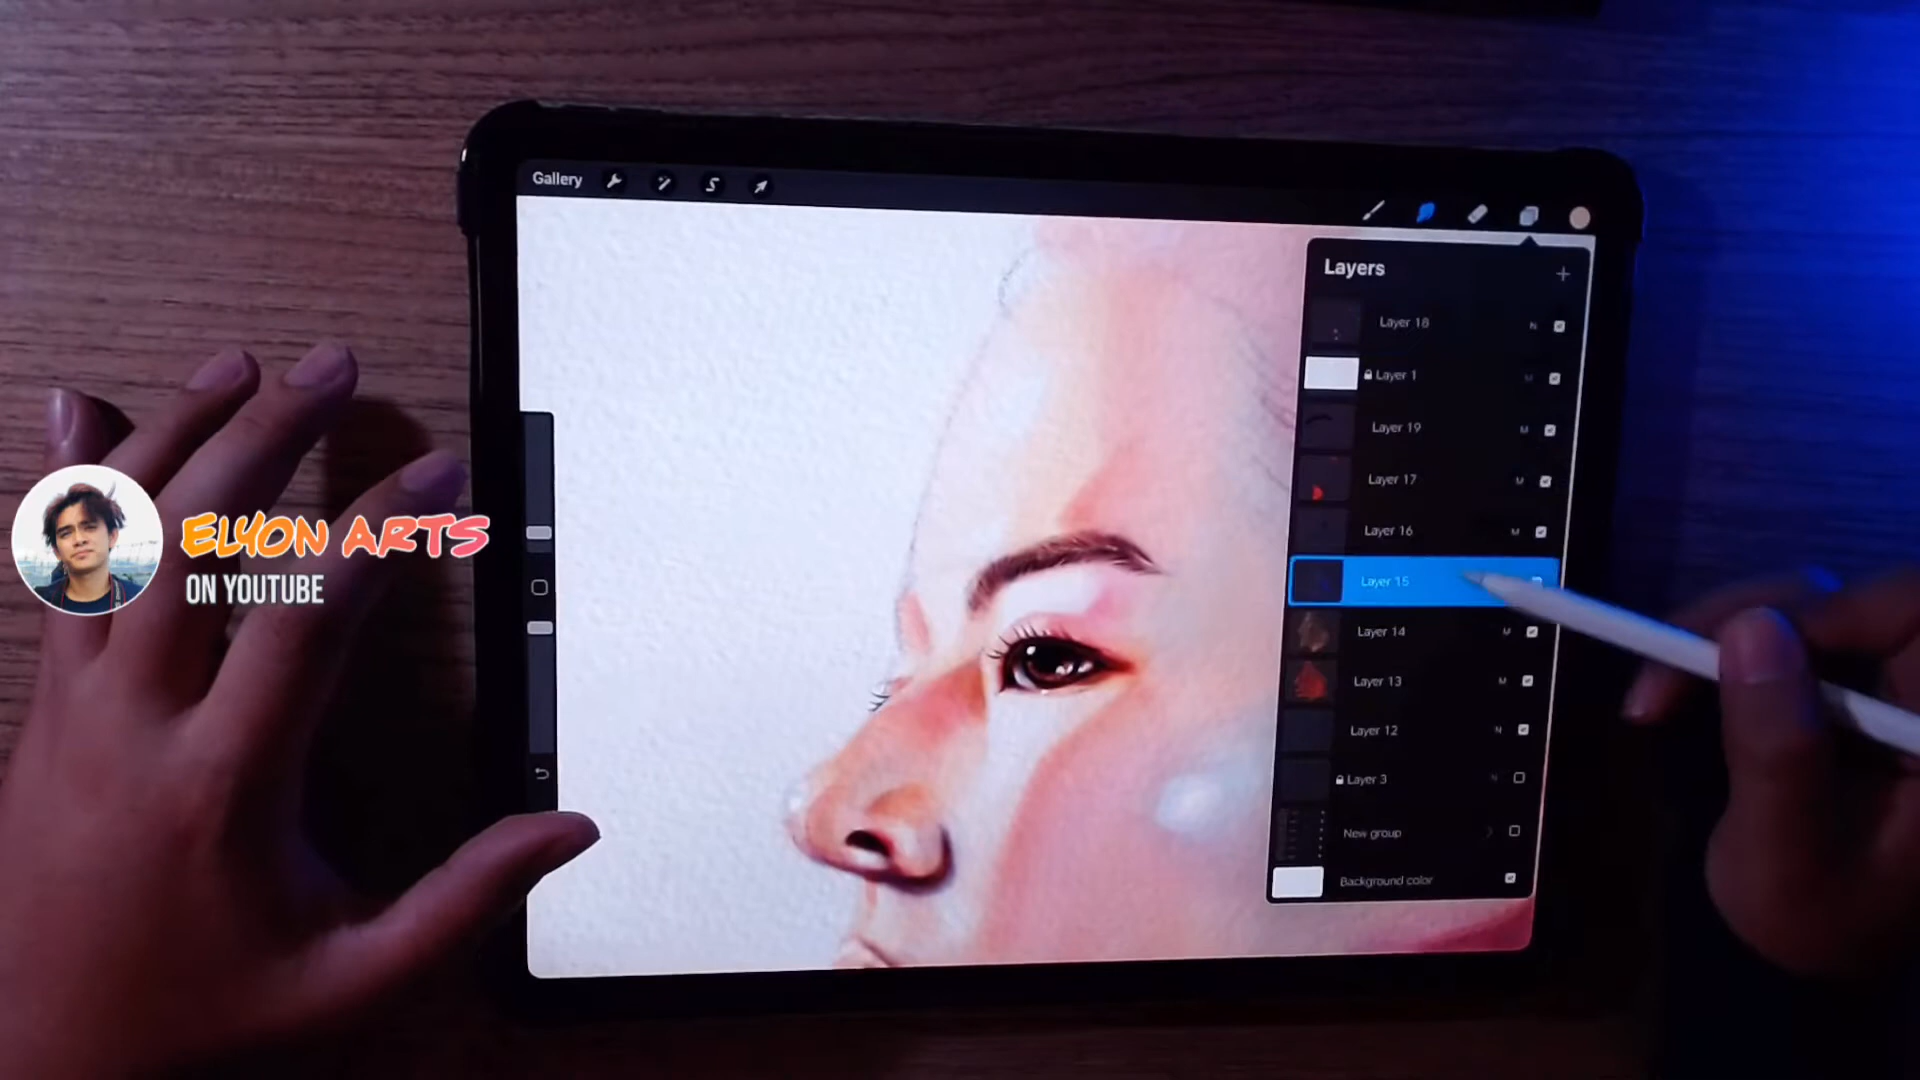 Gallery
Layers
Layer 18 N
Layer 1 M
Layer 19 M
Layer 17 M
Layer 16 M
Layer 15
Layer 14 M
Layer 13 M
Layer 12 N
Layer 3 N
New group
Background color
ELYON ARTS
ON YOUTUBE